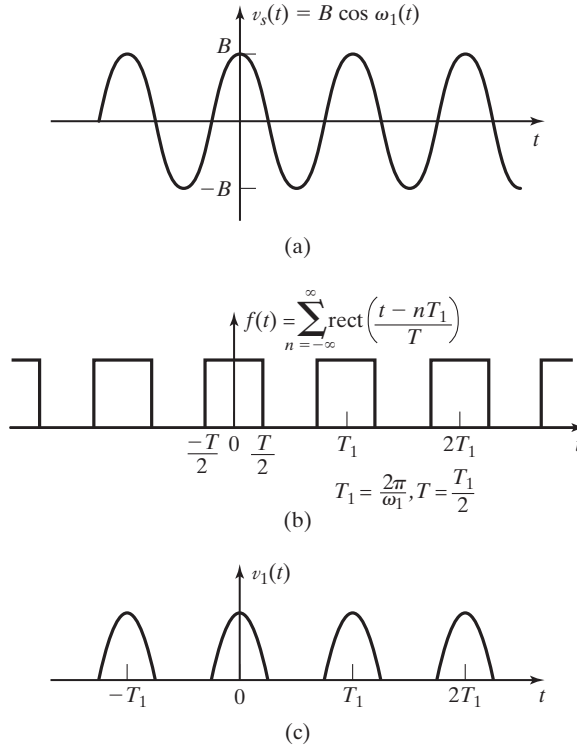 v_s(t) = B cos ω_1(t)
B
t
−B
(a)
f(t) = ∑_{n = −∞}^{∞} rect((t − nT_1)/T)
−T/2 0 T/2 T_1 2T_1 t
T_1 = 2π/ω_1, T = T_1/2
(b)
v_1(t)
−T_1 0 T_1 2T_1 t
(c)